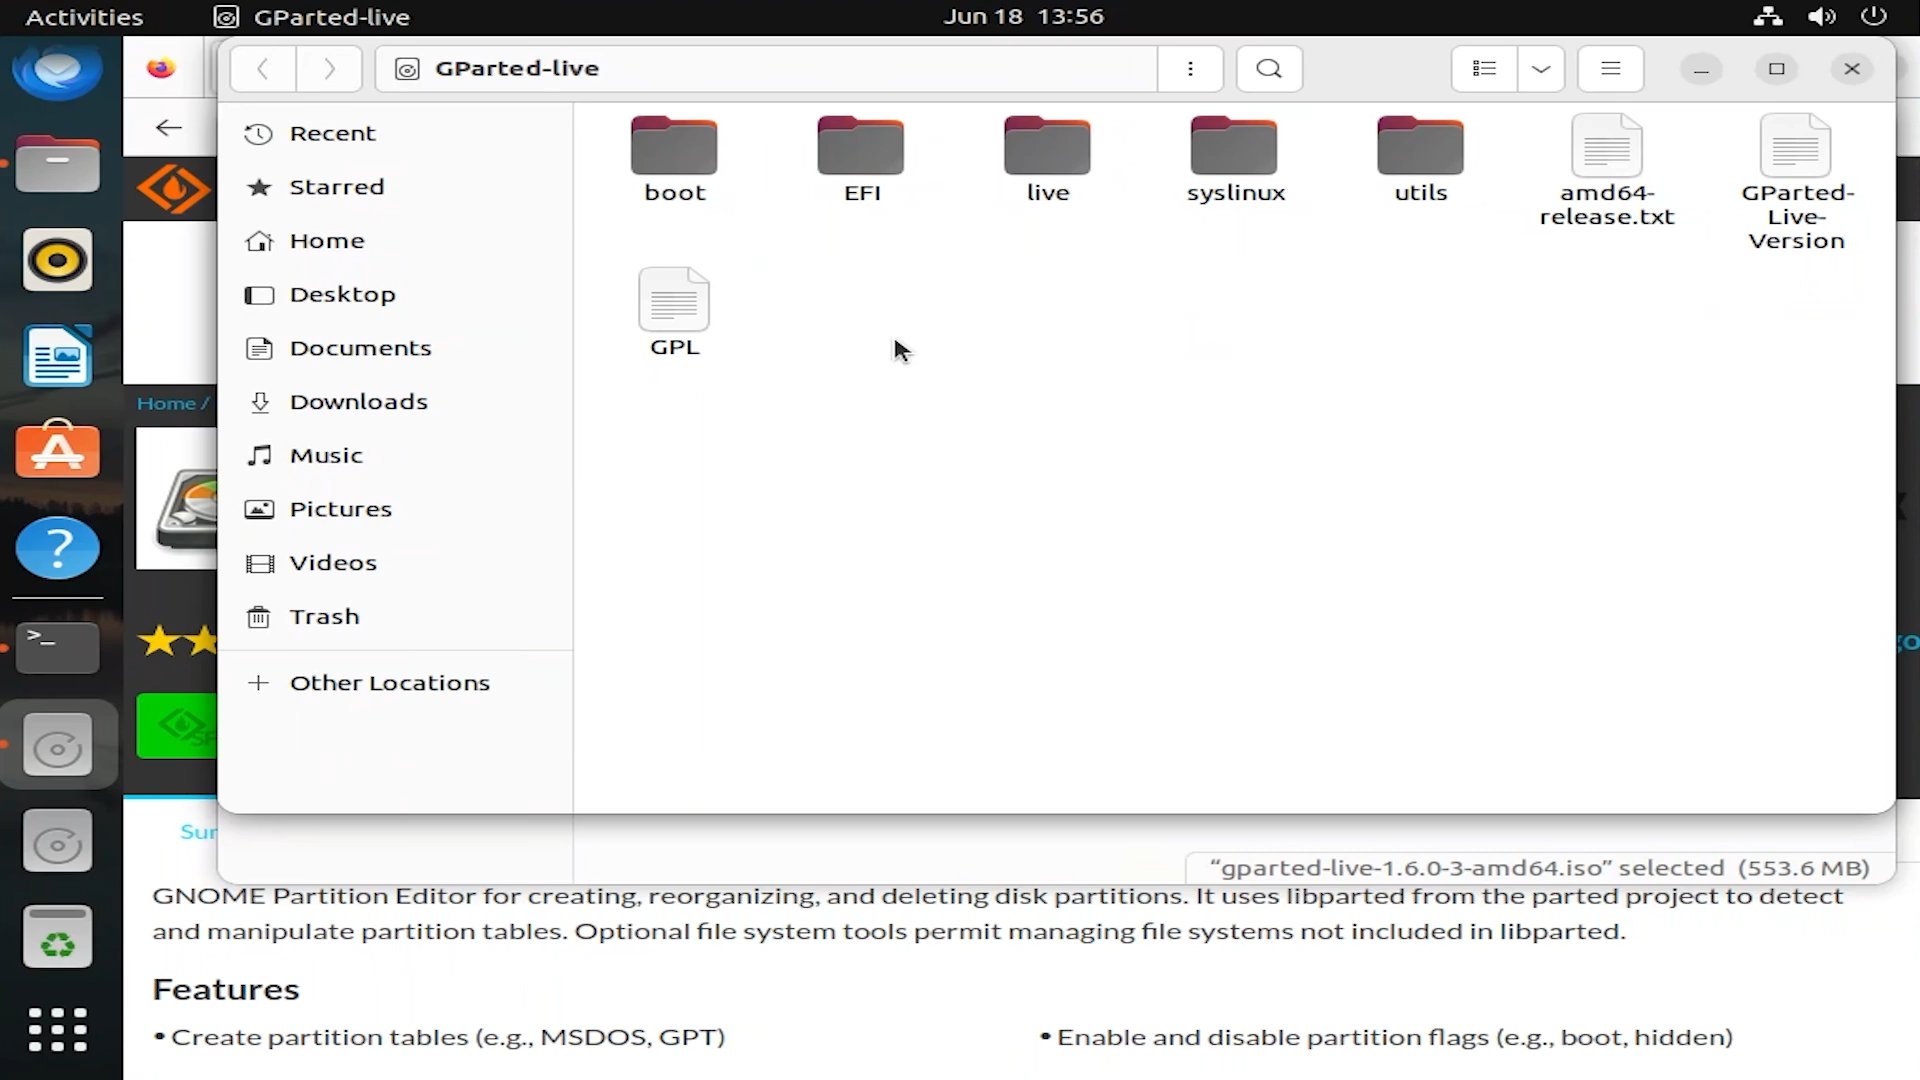 Activities
GParted-live
Jun 18 13:56
GParted-live
Recent
Starred
Home
Desktop
Documents
Downloads
Music
Pictures
Videos
Trash
Other Locations
boot
EFI
live
syslinux
utils
amd64-
release.txt
GParted-
Live-
Version
GPL
Home /
“gparted-live-1.6.0-3-amd64.iso” selected (553.6 MB)
GNOME Partition Editor for creating, reorganizing, and deleting disk partitions. It uses libparted from the parted project to detect
and manipulate partition tables. Optional file system tools permit managing file systems not included in libparted.
Features
• Create partition tables (e.g., MSDOS, GPT)
• Enable and disable partition flags (e.g., boot, hidden)